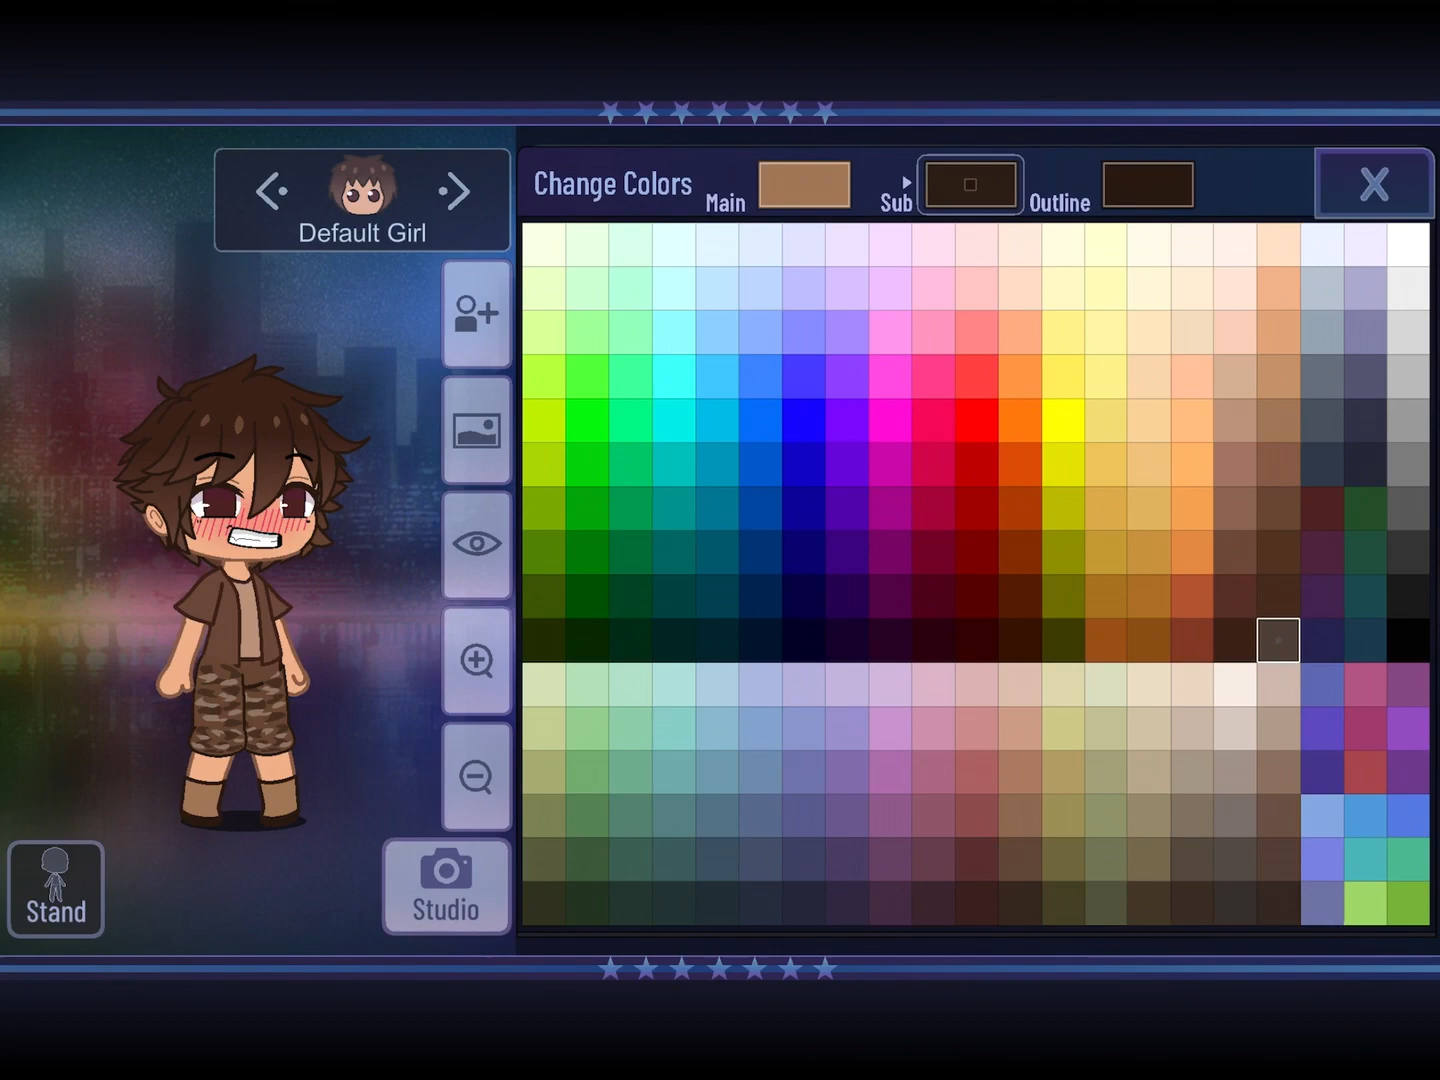 Change Colors
Main
Sub
Outline
X
Default Girl
Stand
Studio